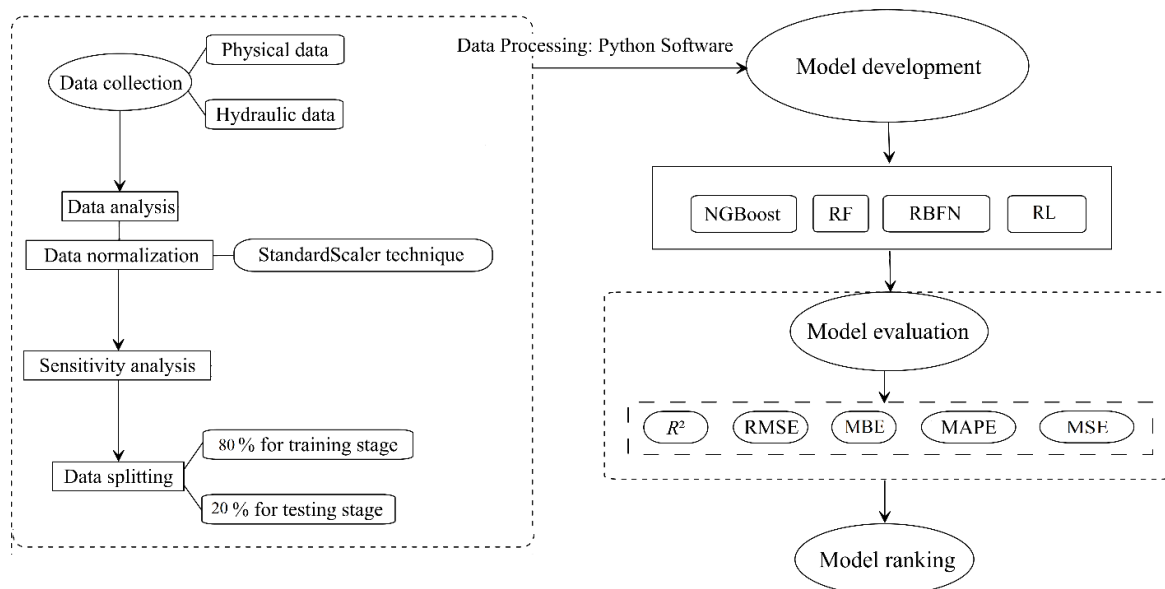 Data collection
Physical data
Hydraulic data
Data analysis
Data normalization
StandardScaler technique
Sensitivity analysis
Data splitting
80 % for training stage
20 % for testing stage
Data Processing: Python Software
Model development
NGBoost
RF
RBFN
RL
Model evaluation
R²
RMSE
MBE
MAPE
MSE
Model ranking